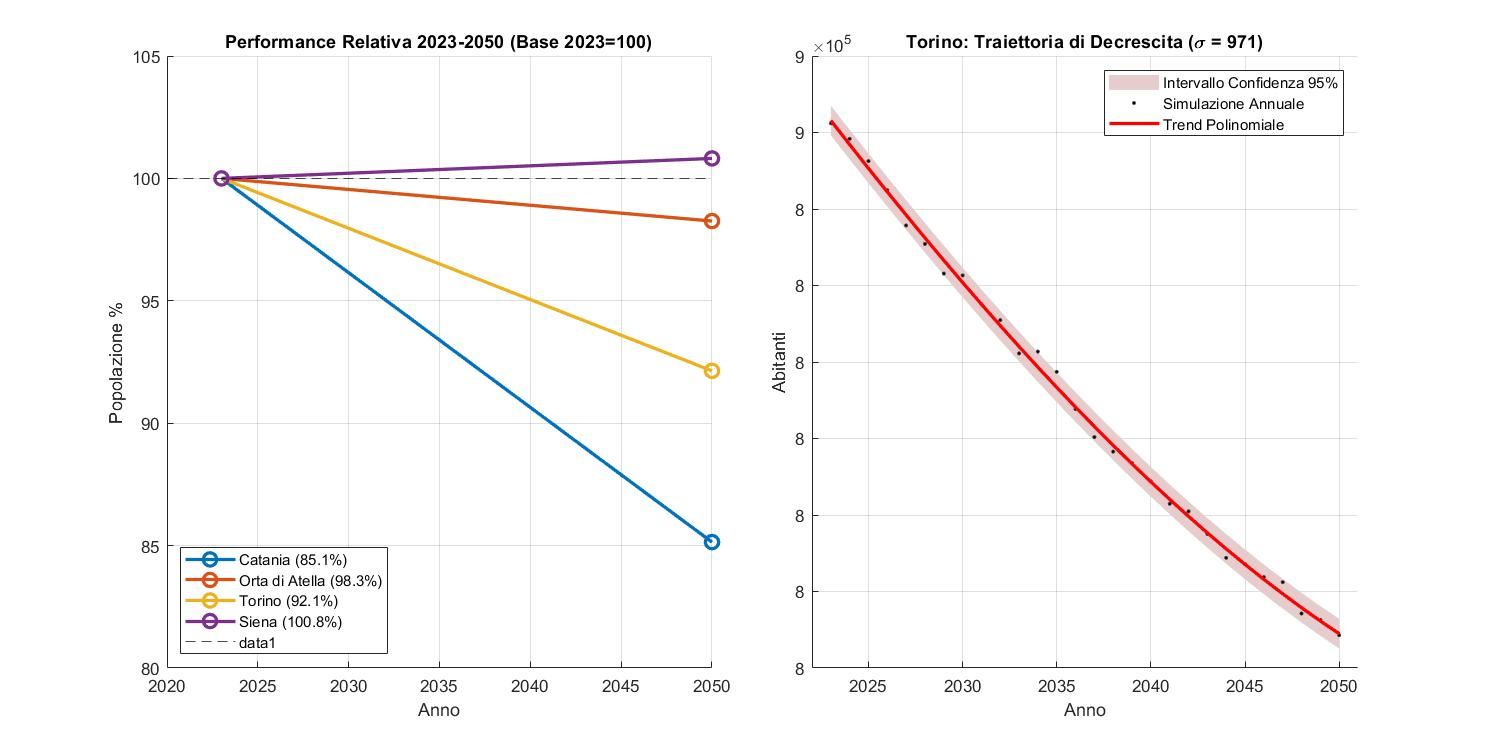 Performance Relativa 2023-2050 (Base 2023=100)
105
100
95
90
85
80
Popolazione %
2020 2025 2030 2035 2040 2045 2050
Anno
Catania (85.1%)
Orta di Atella (98.3%)
Torino (92.1%)
Siena (100.8%)
data1
Torino: Traiettoria di Decrescita (σ = 971)
×10⁵
9
9
8
8
8
8
8
8
8
Abitanti
2025 2030 2035 2040 2045 2050
Anno
Intervallo Confidenza 95%
Simulazione Annuale
Trend Polinomiale